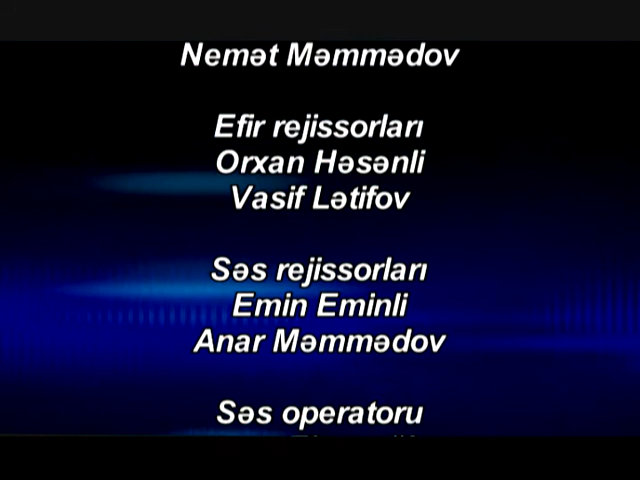 Nemət Məmmədov
Efir rejissorları
Orxan Həsənli
Vasif Lətifov
Səs rejissorları
Emin Eminli
Anar Məmmədov
Səs operatoru